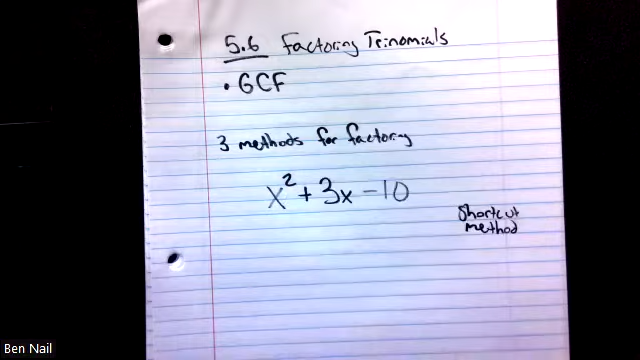 5.6 Factoring Trinomials
• GCF
3 methods for factoring
x² + 3x - 10
Shortcut
method
Ben Nail